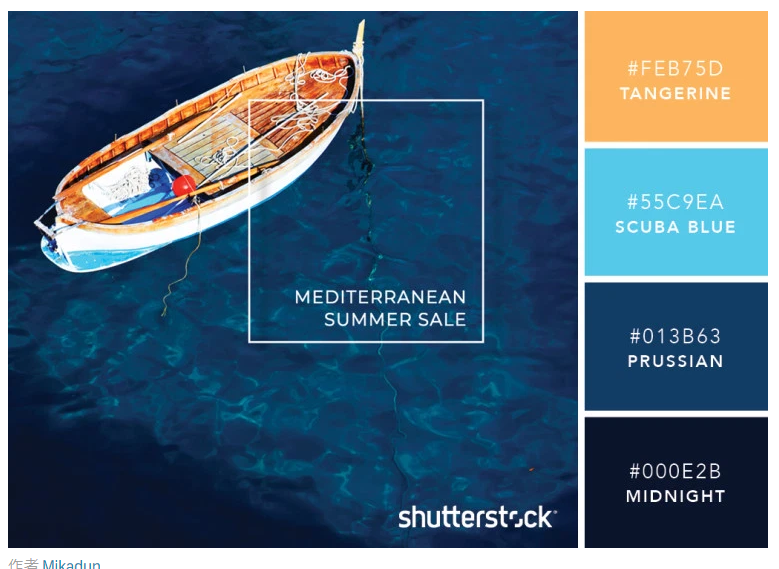 MEDITERRANEAN
SUMMER SALE
shutterstock
#FEB75D
TANGERINE
#55C9EA
SCUBA BLUE
#013B63
PRUSSIAN
#000E2B
MIDNIGHT
作者 Mikadun